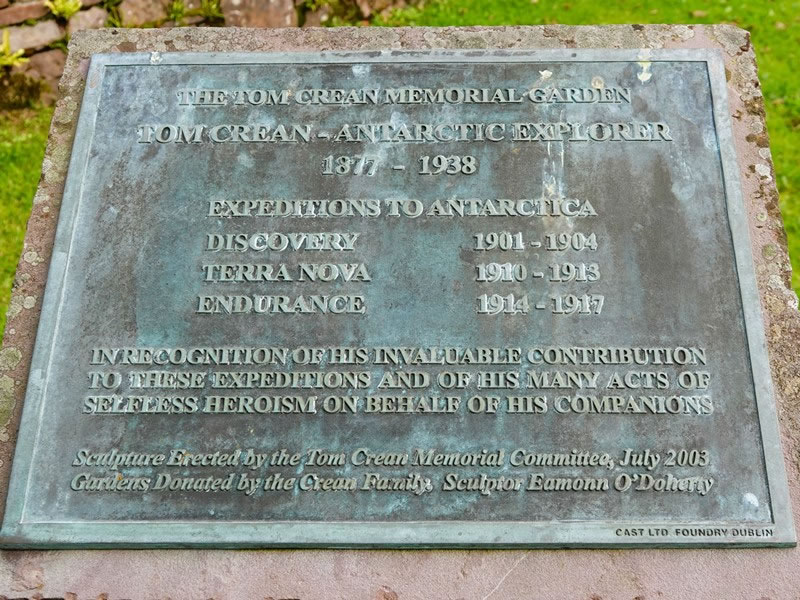 THE TOM CREAN MEMORIAL GARDEN
TOM CREAN - ANTARCTIC EXPLORER
1877 - 1938
EXPEDITIONS TO ANTARCTICA
DISCOVERY 1901 - 1904
TERRA NOVA 1910 - 1913
ENDURANCE 1914 - 1917
IN RECOGNITION OF HIS INVALUABLE CONTRIBUTION
TO THESE EXPEDITIONS AND OF HIS MANY ACTS OF
SELFLESS HEROISM ON BEHALF OF HIS COMPANIONS
Sculpture Erected by the Tom Crean Memorial Committee, July 2003
Gardens Donated by the Crean Family. Sculptor Eamonn O'Doherty
CAST LTD. FOUNDRY DUBLIN